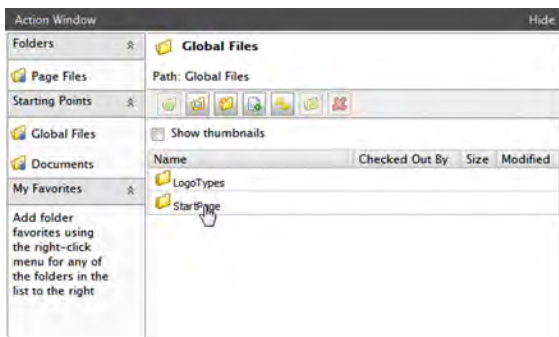 Action Window
Hide
Folders
Page Files
Starting Points
Global Files
Documents
My Favorites
Add folder
favorites using
the right-click
menu for any of
the folders in the
list to the right
Global Files
Path: Global Files
Show thumbnails
Name Checked Out By Size Modified
LogoTypes
StartPage